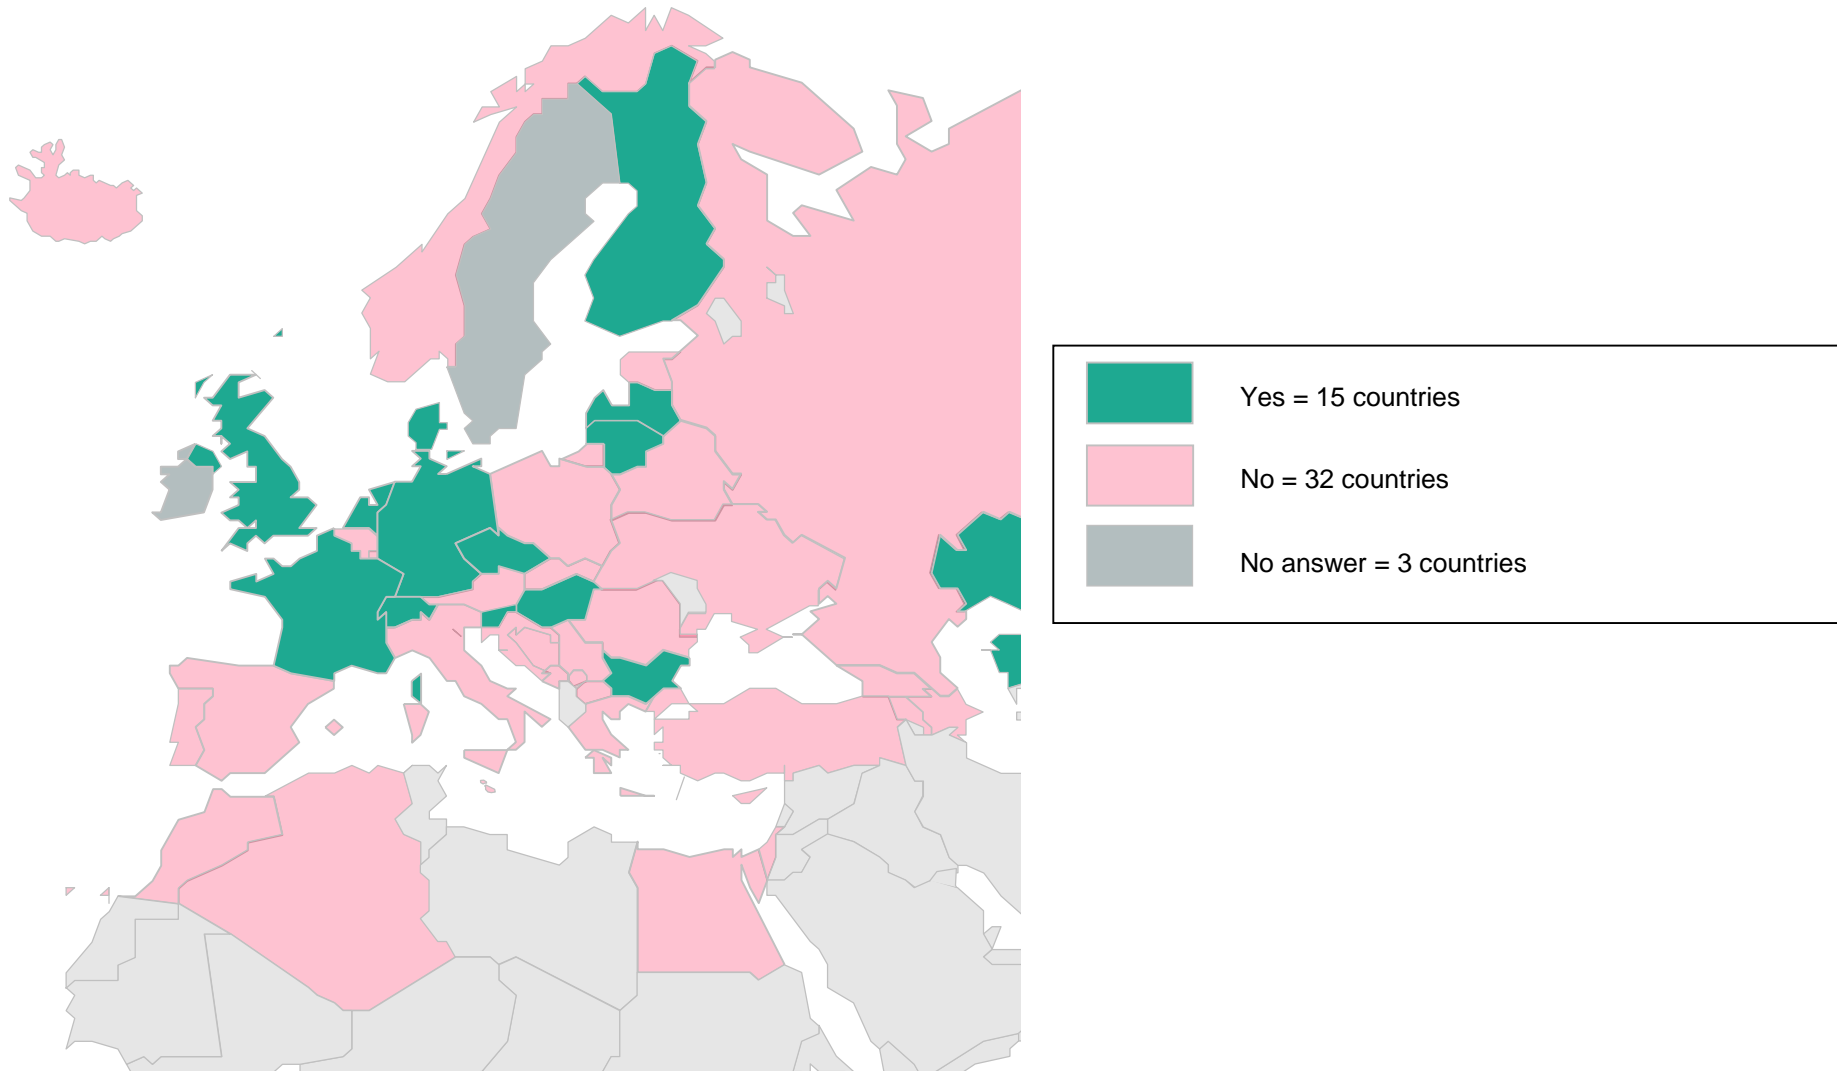 Yes = 15 countries
No = 32 countries
No answer = 3 countries